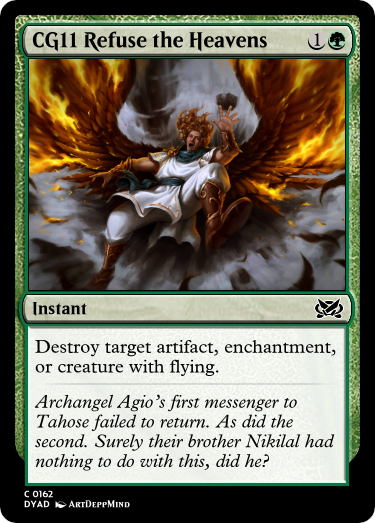 CG11 Refuse the Heavens 1
Instant
Destroy target artifact, enchantment,
or creature with flying.
Archangel Agio's first messenger to
Tahose failed to return. As did the
second. Surely their brother Nikilal had
nothing to do with this, did he?
C 0162
DYAD ArtDeppMind